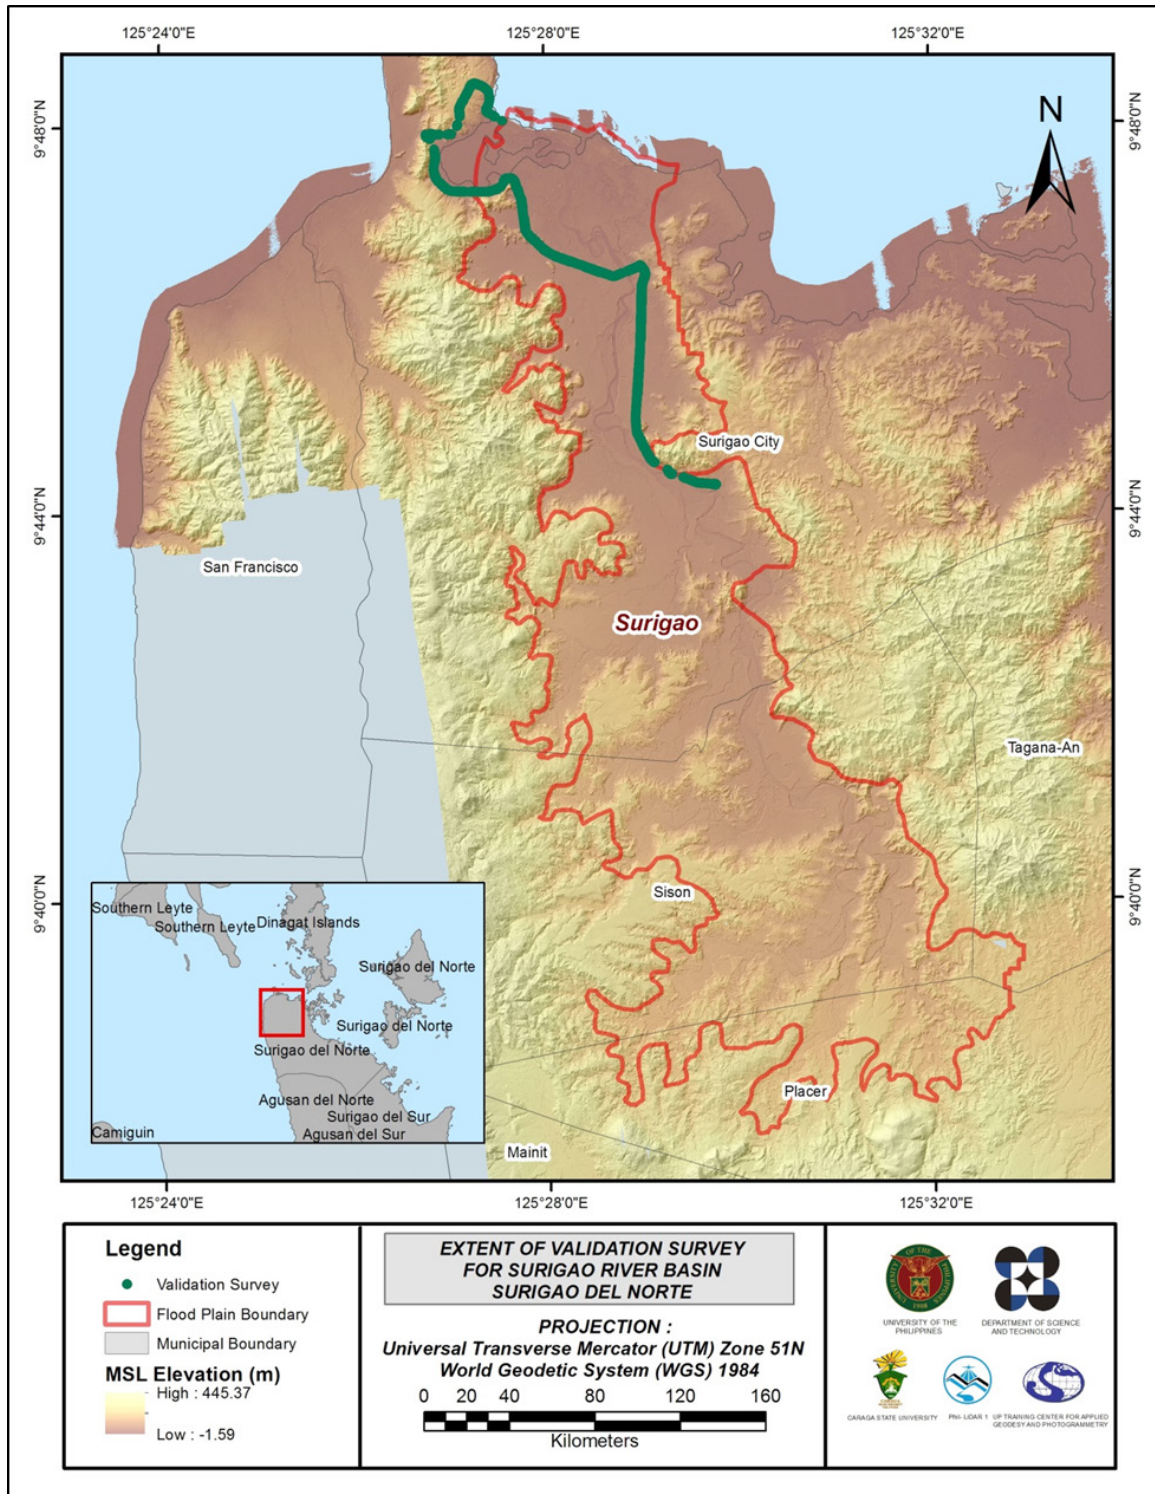 125°24'0"E
125°28'0"E
125°32'0"E
9°48'0"N
9°48'0"N
N
Surigao City
9°44'0"N
9°44'0"N
San Francisco
Surigao
Tagana-An
Sison
9°40'0"N
9°40'0"N
Southern Leyte
Southern Leyte
Dinagat Islands
Surigao del Norte
Surigao del Norte
Surigao del Norte
Agusan del Norte
Surigao del Sur
Camiguin
Agusan del Sur
Placer
Mainit
125°24'0"E
125°28'0"E
125°32'0"E
Legend
Validation Survey
Flood Plain Boundary
Municipal Boundary
MSL Elevation (m)
High : 445.37
Low : -1.59
EXTENT OF VALIDATION SURVEY
FOR SURIGAO RIVER BASIN
SURIGAO DEL NORTE
PROJECTION :
Universal Transverse Mercator (UTM) Zone 51N
World Geodetic System (WGS) 1984
0 20 40 80 120 160
Kilometers
UNIVERSITY OF THE
PHILIPPINES
DEPARTMENT OF SCIENCE
AND TECHNOLOGY
CARAGA STATE UNIVERSITY
Phil- LiDAR 1
UP TRAINING CENTER FOR APPLIED
GEODESY AND PHOTOGRAMMETRY